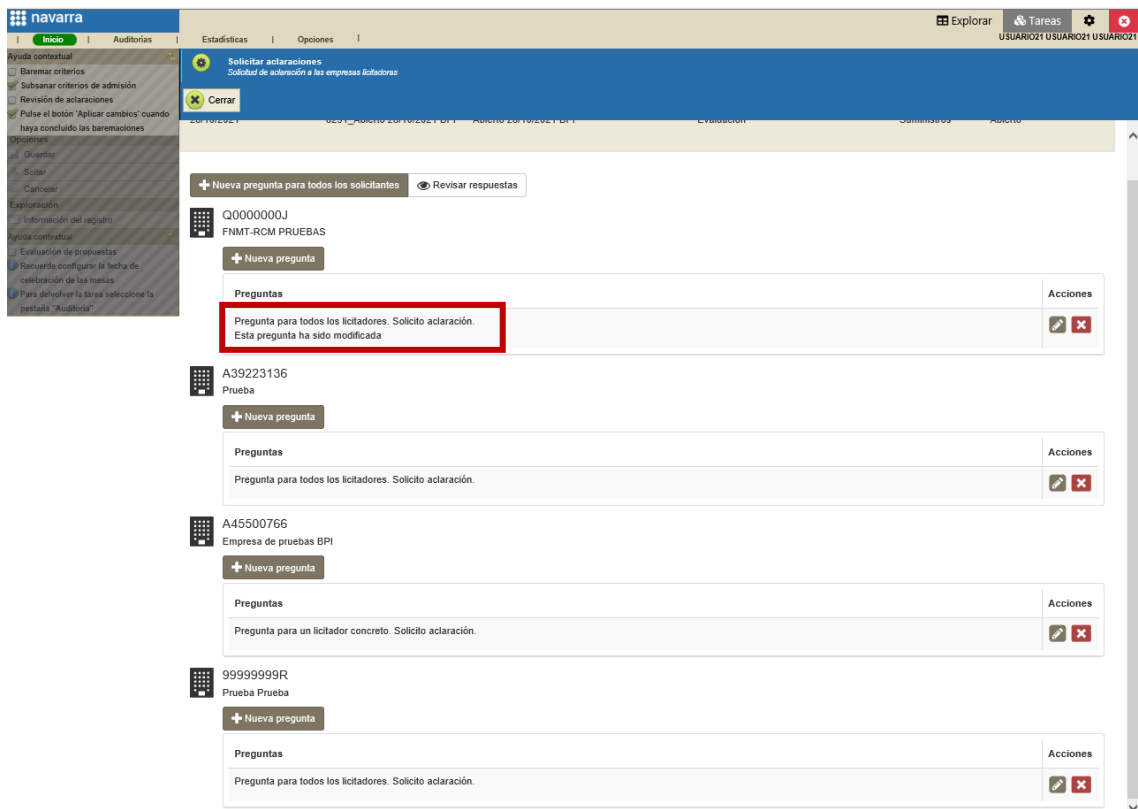 navarra
Explorar
Tareas
USUARIO21 USUARIO21 USUARIO21
| Inicio | Auditorías | Estadísticas | Opciones |
Ayuda contextual
Baremar criterios
Subsanar criterios de admisión
Revisión de aclaraciones
Pulse el botón 'Aplicar cambios' cuando
haya concluido las baremaciones
Opciones
Guardar
Soltar
Cancelar
Exploración
Información del registro
Ayuda contextual
Evaluación de propuestas
Recuerde configurar la fecha de
celebración de las mesas
Para delvolver la tarea seleccione la
pestaña "Auditoría"
Solicitar aclaraciones
Solicitud de aclaración a las empresas licitadoras
Cerrar
Nueva pregunta para todos los solicitantes
Revisar respuestas
Q0000000J
FNMT-RCM PRUEBAS
Nueva pregunta
Preguntas Acciones
Pregunta para todos los licitadores. Solicito aclaración.
Esta pregunta ha sido modificada
A39223136
Prueba
Nueva pregunta
Preguntas Acciones
Pregunta para todos los licitadores. Solicito aclaración.
A45500766
Empresa de pruebas BPI
Nueva pregunta
Preguntas Acciones
Pregunta para un licitador concreto. Solicito aclaración.
99999999R
Prueba Prueba
Nueva pregunta
Preguntas Acciones
Pregunta para todos los licitadores. Solicito aclaración.